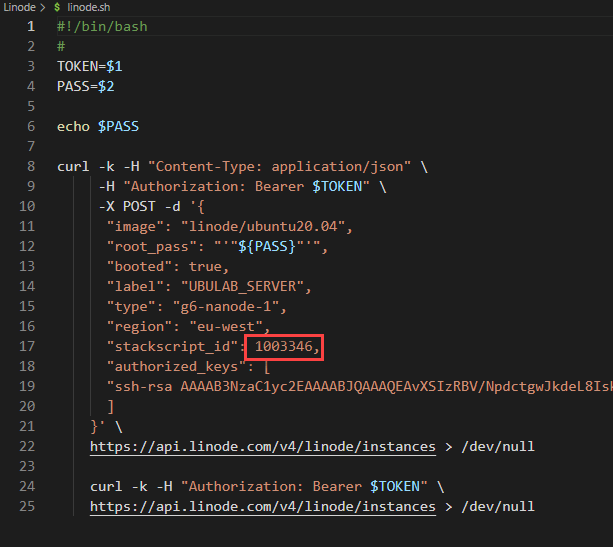 Linode > $ linode.sh
1 #!/bin/bash
2 #
3 TOKEN=$1
4 PASS=$2
5
6 echo $PASS
7
8 curl -k -H "Content-Type: application/json" \
9 -H "Authorization: Bearer $TOKEN" \
10 -X POST -d '{
11 "image": "linode/ubuntu20.04",
12 "root_pass": "'"${PASS}"'",
13 "booted": true,
14 "label": "UBULAB_SERVER",
15 "type": "g6-nanode-1",
16 "region": "eu-west",
17 "stackscript_id": 1003346,
18 "authorized_keys": [
19 "ssh-rsa AAAAB3NzaC1yc2EAAAABJQAAAQEAvXSIzRBV/NpdctgwJkdeL8Isk
20 ]
21 }' \
22 https://api.linode.com/v4/linode/instances > /dev/null
23
24 curl -k -H "Authorization: Bearer $TOKEN" \
25 https://api.linode.com/v4/linode/instances > /dev/null